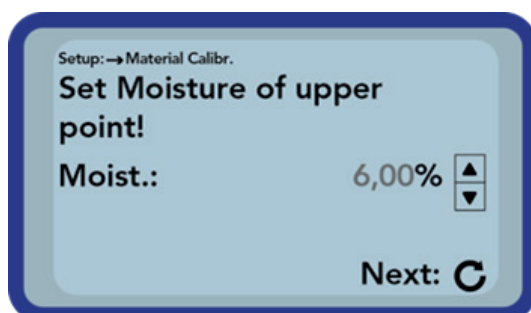 Setup:→Material Calibr.
Set Moisture of upper
point!
Moist.: 6,00%
Next: